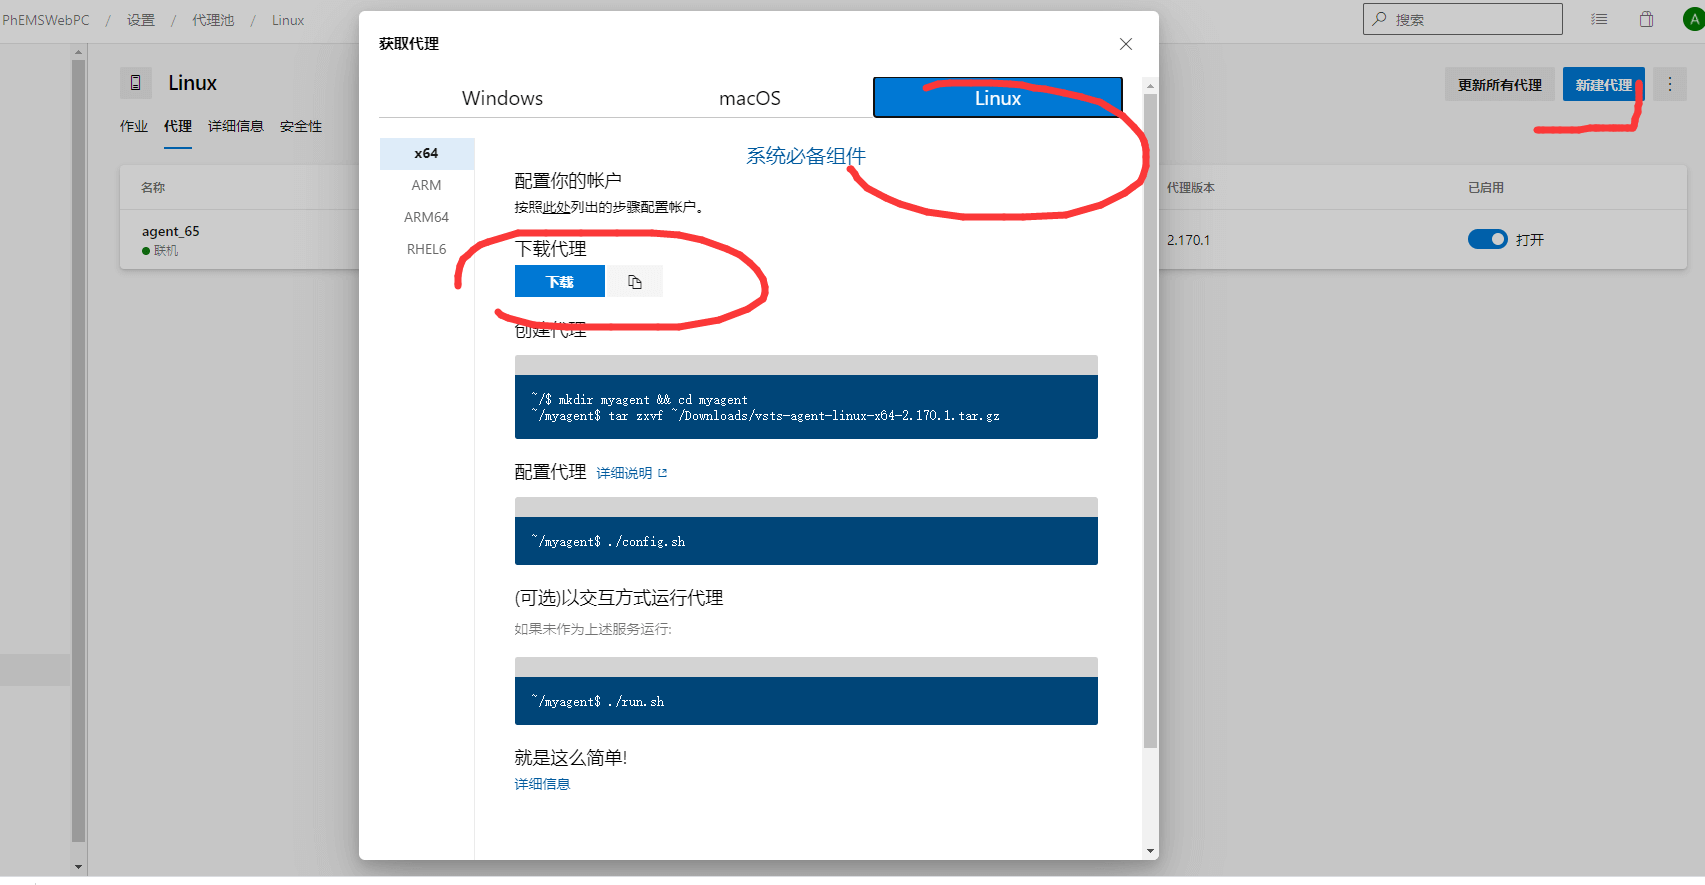 PhEMSWebPC / 设置 / 代理池 / Linux
搜索
A
Linux
更新所有代理
新建代理
作业 代理 详细信息 安全性
名称
代理版本
已启用
agent_65
联机
2.170.1
打开
获取代理
Windows
macOS
Linux
x64
ARM
ARM64
RHEL6
系统必备组件
配置你的帐户
按照此处列出的步骤配置帐户。
下载代理
下载
创建代理
~/$ mkdir myagent && cd myagent
~/myagent$ tar zxvf ~/Downloads/vsts-agent-linux-x64-2.170.1.tar.gz
配置代理 详细说明
~/myagent$ ./config.sh
(可选)以交互方式运行代理
如果未作为上述服务运行:
~/myagent$ ./run.sh
就是这么简单!
详细信息